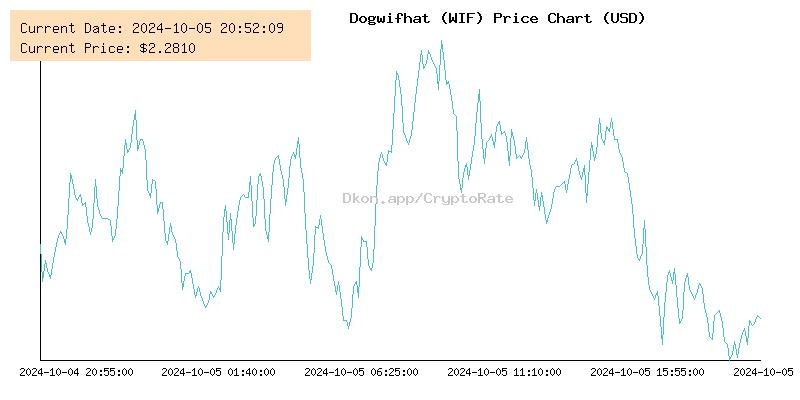 Dogwifhat (WIF) Price Chart (USD)
Current Date: 2024-10-05 20:52:09
Current Price: $2.2810
Dkon.app/CryptoRate
2024-10-04 20:55:00 2024-10-05 01:40:00 2024-10-05 06:25:00 2024-10-05 11:10:00 2024-10-05 15:55:00 2024-10-05